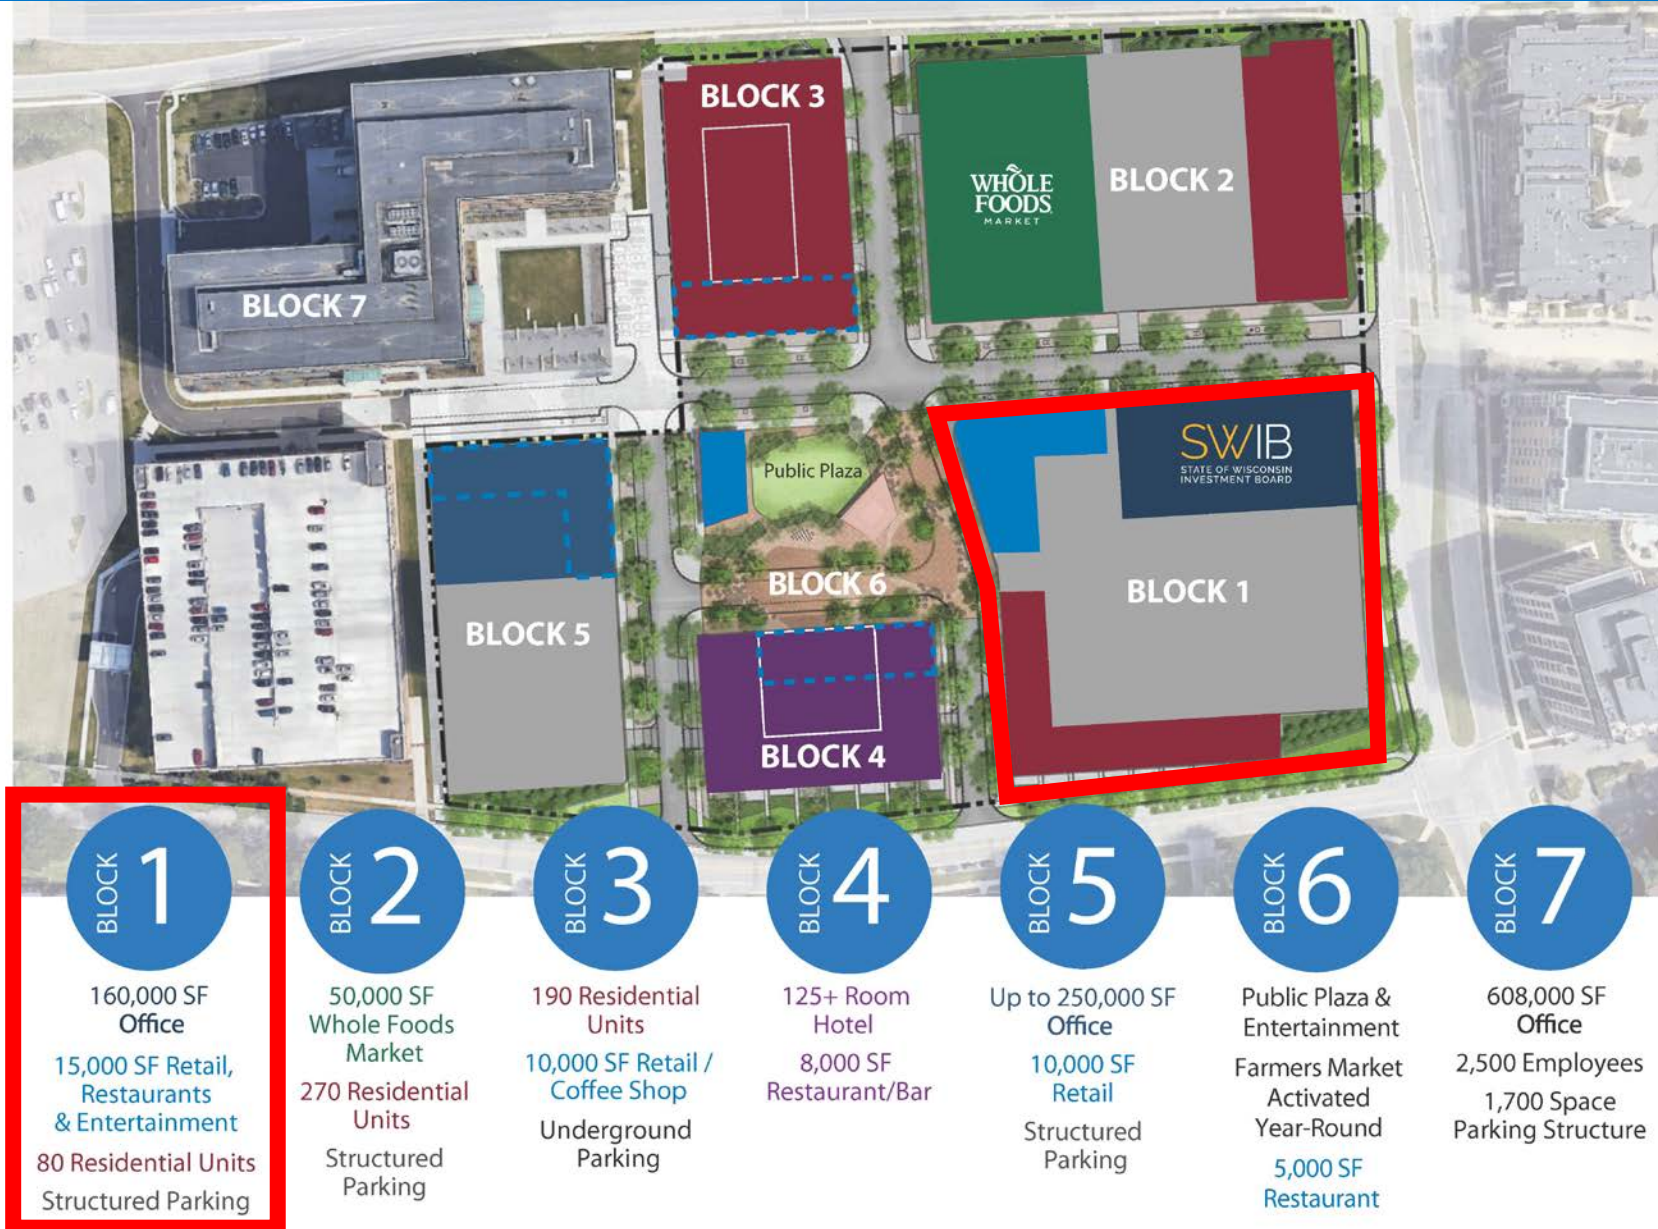 BLOCK 3
WHOLE
FOODS
MARKET
BLOCK 2
BLOCK 7
SWIB
STATE OF WISCONSIN
INVESTMENT BOARD
Public Plaza
BLOCK 6
BLOCK 1
BLOCK 5
BLOCK 4
BLOCK 1
160,000 SF
Office
15,000 SF Retail,
Restaurants
& Entertainment
80 Residential Units
Structured Parking
BLOCK 2
50,000 SF
Whole Foods
Market
270 Residential
Units
Structured
Parking
BLOCK 3
190 Residential
Units
10,000 SF Retail /
Coffee Shop
Underground
Parking
BLOCK 4
125+ Room
Hotel
8,000 SF
Restaurant/Bar
BLOCK 5
Up to 250,000 SF
Office
10,000 SF
Retail
Structured
Parking
BLOCK 6
Public Plaza &
Entertainment
Farmers Market
Activated
Year-Round
5,000 SF
Restaurant
BLOCK 7
608,000 SF
Office
2,500 Employees
1,700 Space
Parking Structure